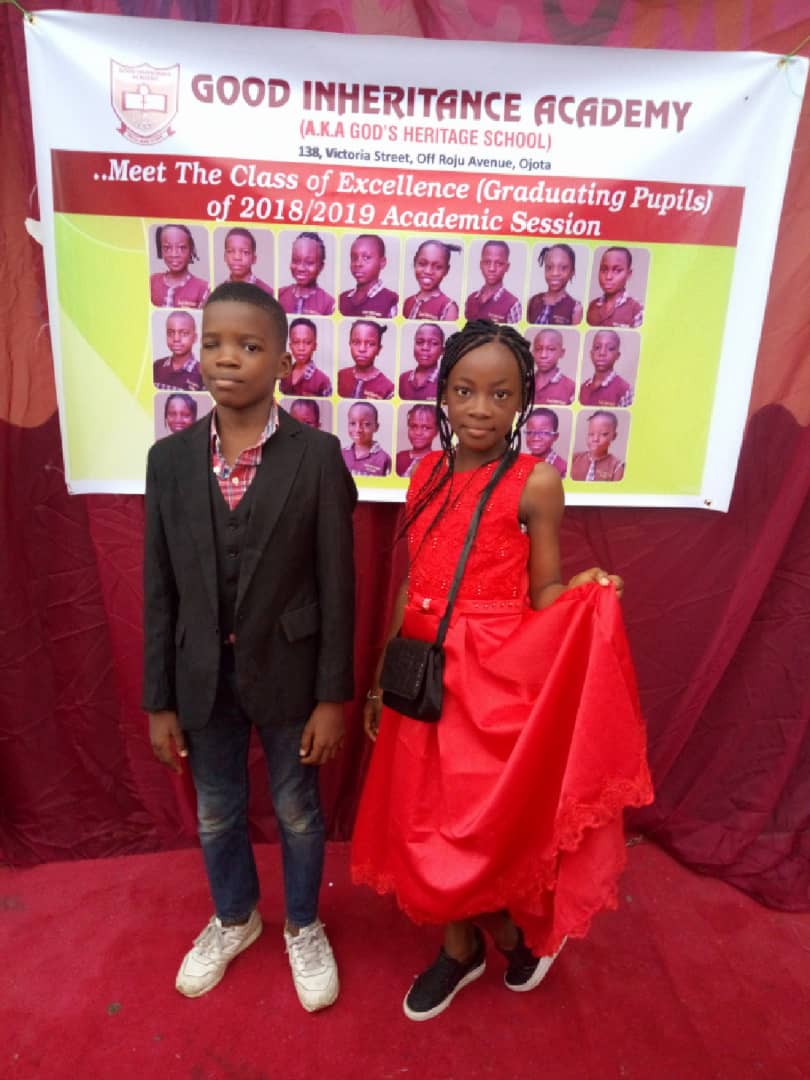 GOOD INHERITANCE ACADEMY
(A.K.A GOD'S HERITAGE SCHOOL)
138, Victoria Street, Off Roju Avenue, Ojota
..Meet The Class of Excellence (Graduating Pupils)
of 2018/2019 Academic Session